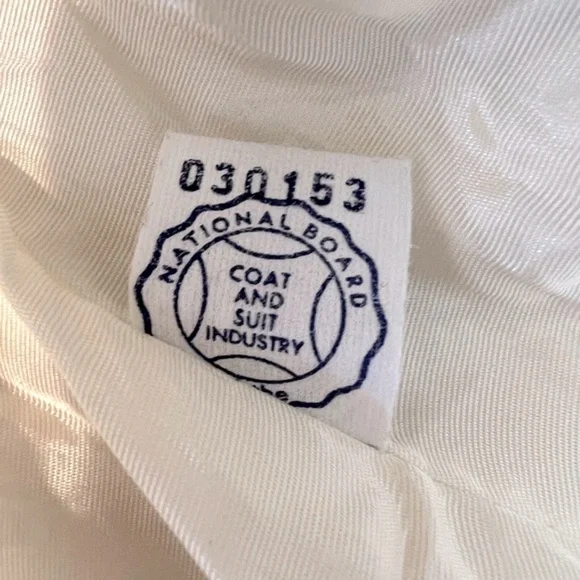 030153
NATIONAL BOARD
COAT
AND
SUIT
INDUSTRY